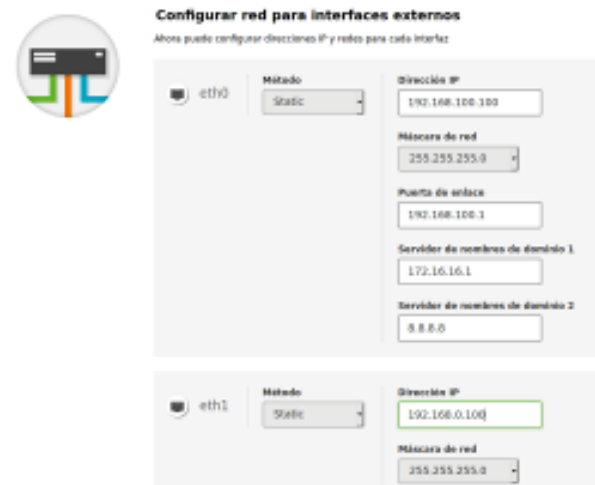 Configurar red para interfaces externos
Ahora puede configurar direcciones IP y redes para cada interfaz
eth0
Método
Static
Dirección IP
192.168.100.100
Máscara de red
255.255.255.0
Puerta de enlace
192.168.100.1
Servidor de nombres de dominio 1
172.16.16.1
Servidor de nombres de dominio 2
8.8.8.8
eth1
Método
Static
Dirección IP
192.168.0.100
Máscara de red
255.255.255.0